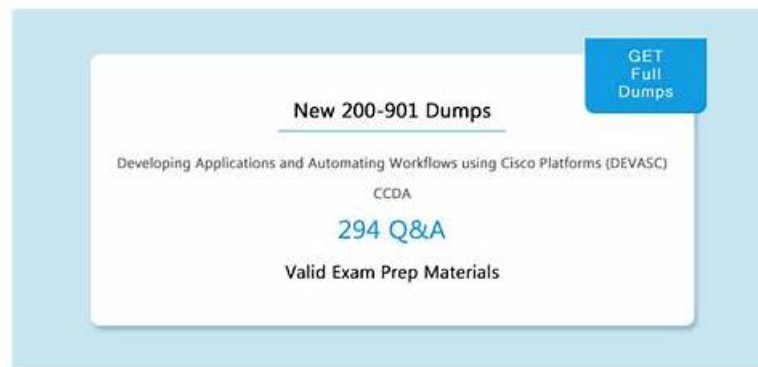 GET
Full
Dumps
New 200-901 Dumps
Developing Applications and Automating Workflows using Cisco Platforms (DEVASC)
CCDA
294 Q&A
Valid Exam Prep Materials